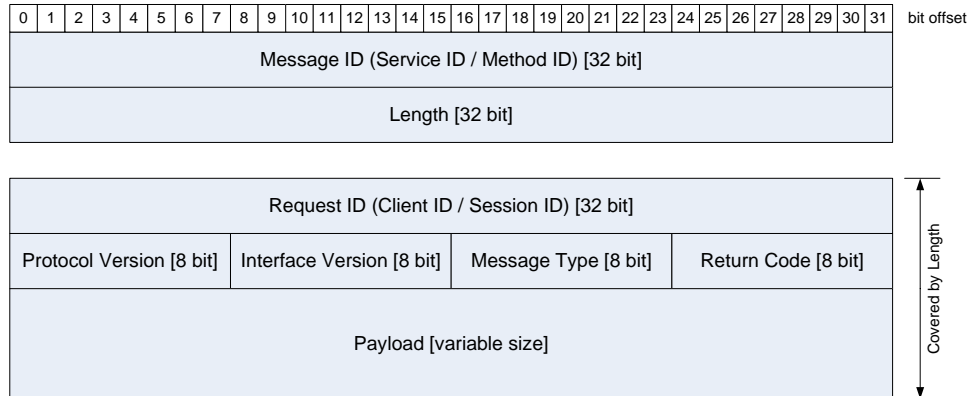 0 1 2 3 4 5 6 7 8 9 10 11 12 13 14 15 16 17 18 19 20 21 22 23 24 25 26 27 28 29 30 31 bit offset
Message ID (Service ID / Method ID) [32 bit]
Length [32 bit]
Request ID (Client ID / Session ID) [32 bit]
Protocol Version [8 bit] Interface Version [8 bit] Message Type [8 bit] Return Code [8 bit]
Payload [variable size]
Covered by Length